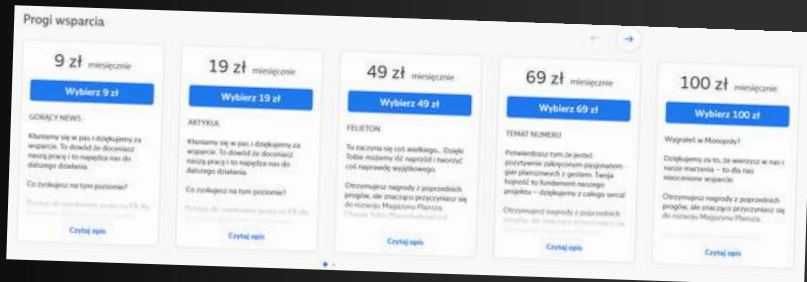 Progi wsparcia
← →
9 zł miesięcznie
Wybierz 9 zł
GORĄCY NEWS
Kłaniamy się w pas i dziękujemy za
wsparcie. To dowód że doceniasz
naszą pracę i to napędza nas do
dalszego działania.
Co zyskujesz na tym poziomie?
Czytaj opis
19 zł miesięcznie
Wybierz 19 zł
ARTYKUŁ
Kłaniamy się w pas i dziękujemy za
wsparcie. To dowód że doceniasz
naszą pracę i to napędza nas do
dalszego działania.
Co zyskujesz na tym poziomie?
Czytaj opis
49 zł miesięcznie
Wybierz 49 zł
FELIETON
Tu zaczyna się coś wielkiego... Dzięki
Tobie możemy iść naprzód i tworzyć
coś naprawdę wyjątkowego.
Otrzymujesz nagrody z poprzednich
progów, ale znacząco przyczyniasz się
do rozwoju Magazynu Plansza.
Czytaj opis
69 zł miesięcznie
Wybierz 69 zł
TEMAT NUMERU
Potwierdzasz tym że jesteś
pozytywnie zakręconym pasjonatem
gier planszowych z gestem. Twoja
hojność to fundament naszego
projektu – dziękujemy z całego serca!
Otrzymujesz nagrody z poprzednich
progów, ale znacząco przyczyniasz się
Czytaj opis
100 zł miesięcznie
Wybierz 100 zł
Wygrałeś w Monopoly?
Dziękujemy za to, że wierzysz w nas i
nasze marzenia – to dla nas
nieocenione wsparcie.
Otrzymujesz nagrody z poprzednich
progów, ale znacząco przyczyniasz się
do rozwoju Magazynu Plansza.
Czytaj opis